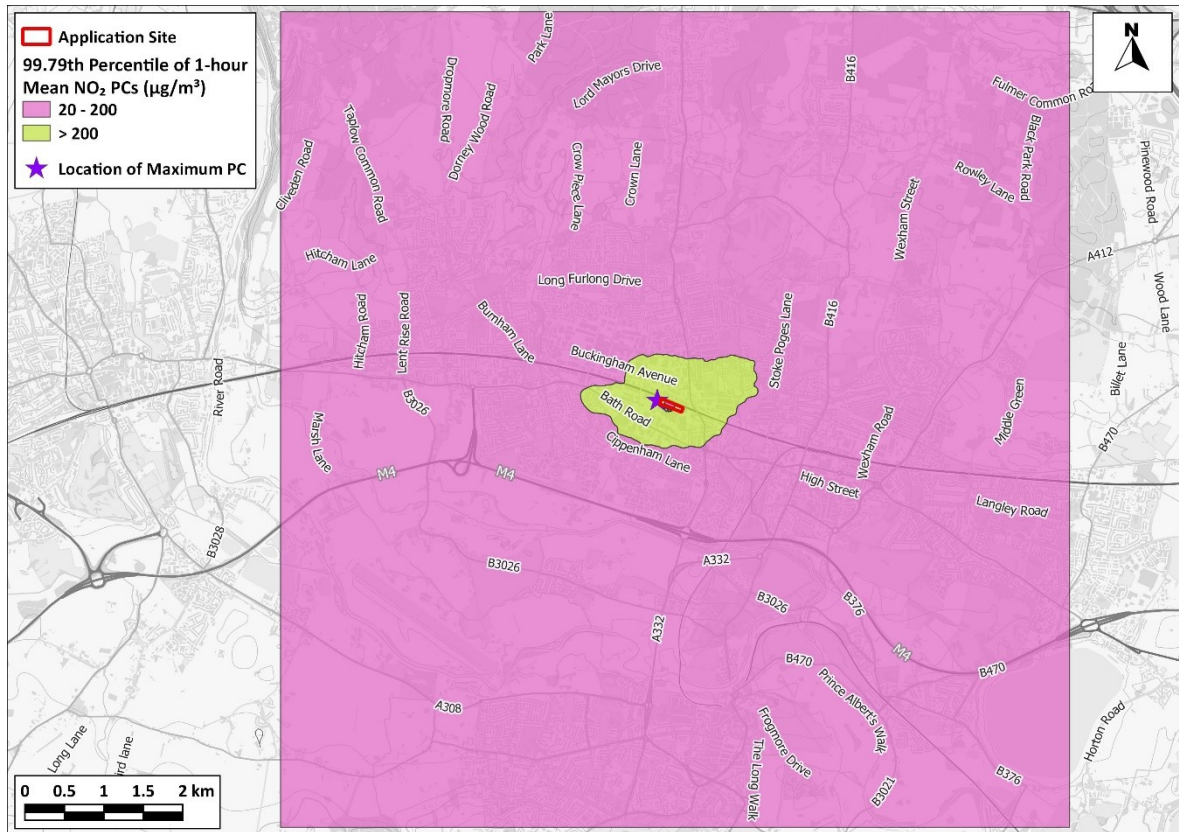 Application Site
99.79th Percentile of 1-hour
Mean NO₂ PCs (µg/m³)
20 - 200
> 200
Location of Maximum PC
N
Park Lane
B416
Lord Mayors Drive
Dropmore Road
Dorney Wood Road
Fulmer Common Roa
Taplow Common Road
Black Park Road
Pinewood Road
Cliveden Road
Crow Piece Lane
Crown Lane
Rowley Lane
Wexham Street
A412
Hitcham Lane
Long Furlong Drive
Wood Lane
Hitcham Road
Lent Rise Road
Burnham Lane
Stoke Poges Lane
B416
River Road
Buckingham Avenue
Billet Lane
B3026
Bath Road
Middle Green
Marsh Lane
Cippenham Lane
Wexham Road
B470
M4
M4
High Street
Langley Road
B3028
B3026
A332
B3026
B376
A332
M4
B470
B470
Prince Albert's Walk
A308
Long Lane
ird lane
Frogmore Drive
The Long Walk
Horton Road
B376
B3021
0 0.5 1 1.5 2 km